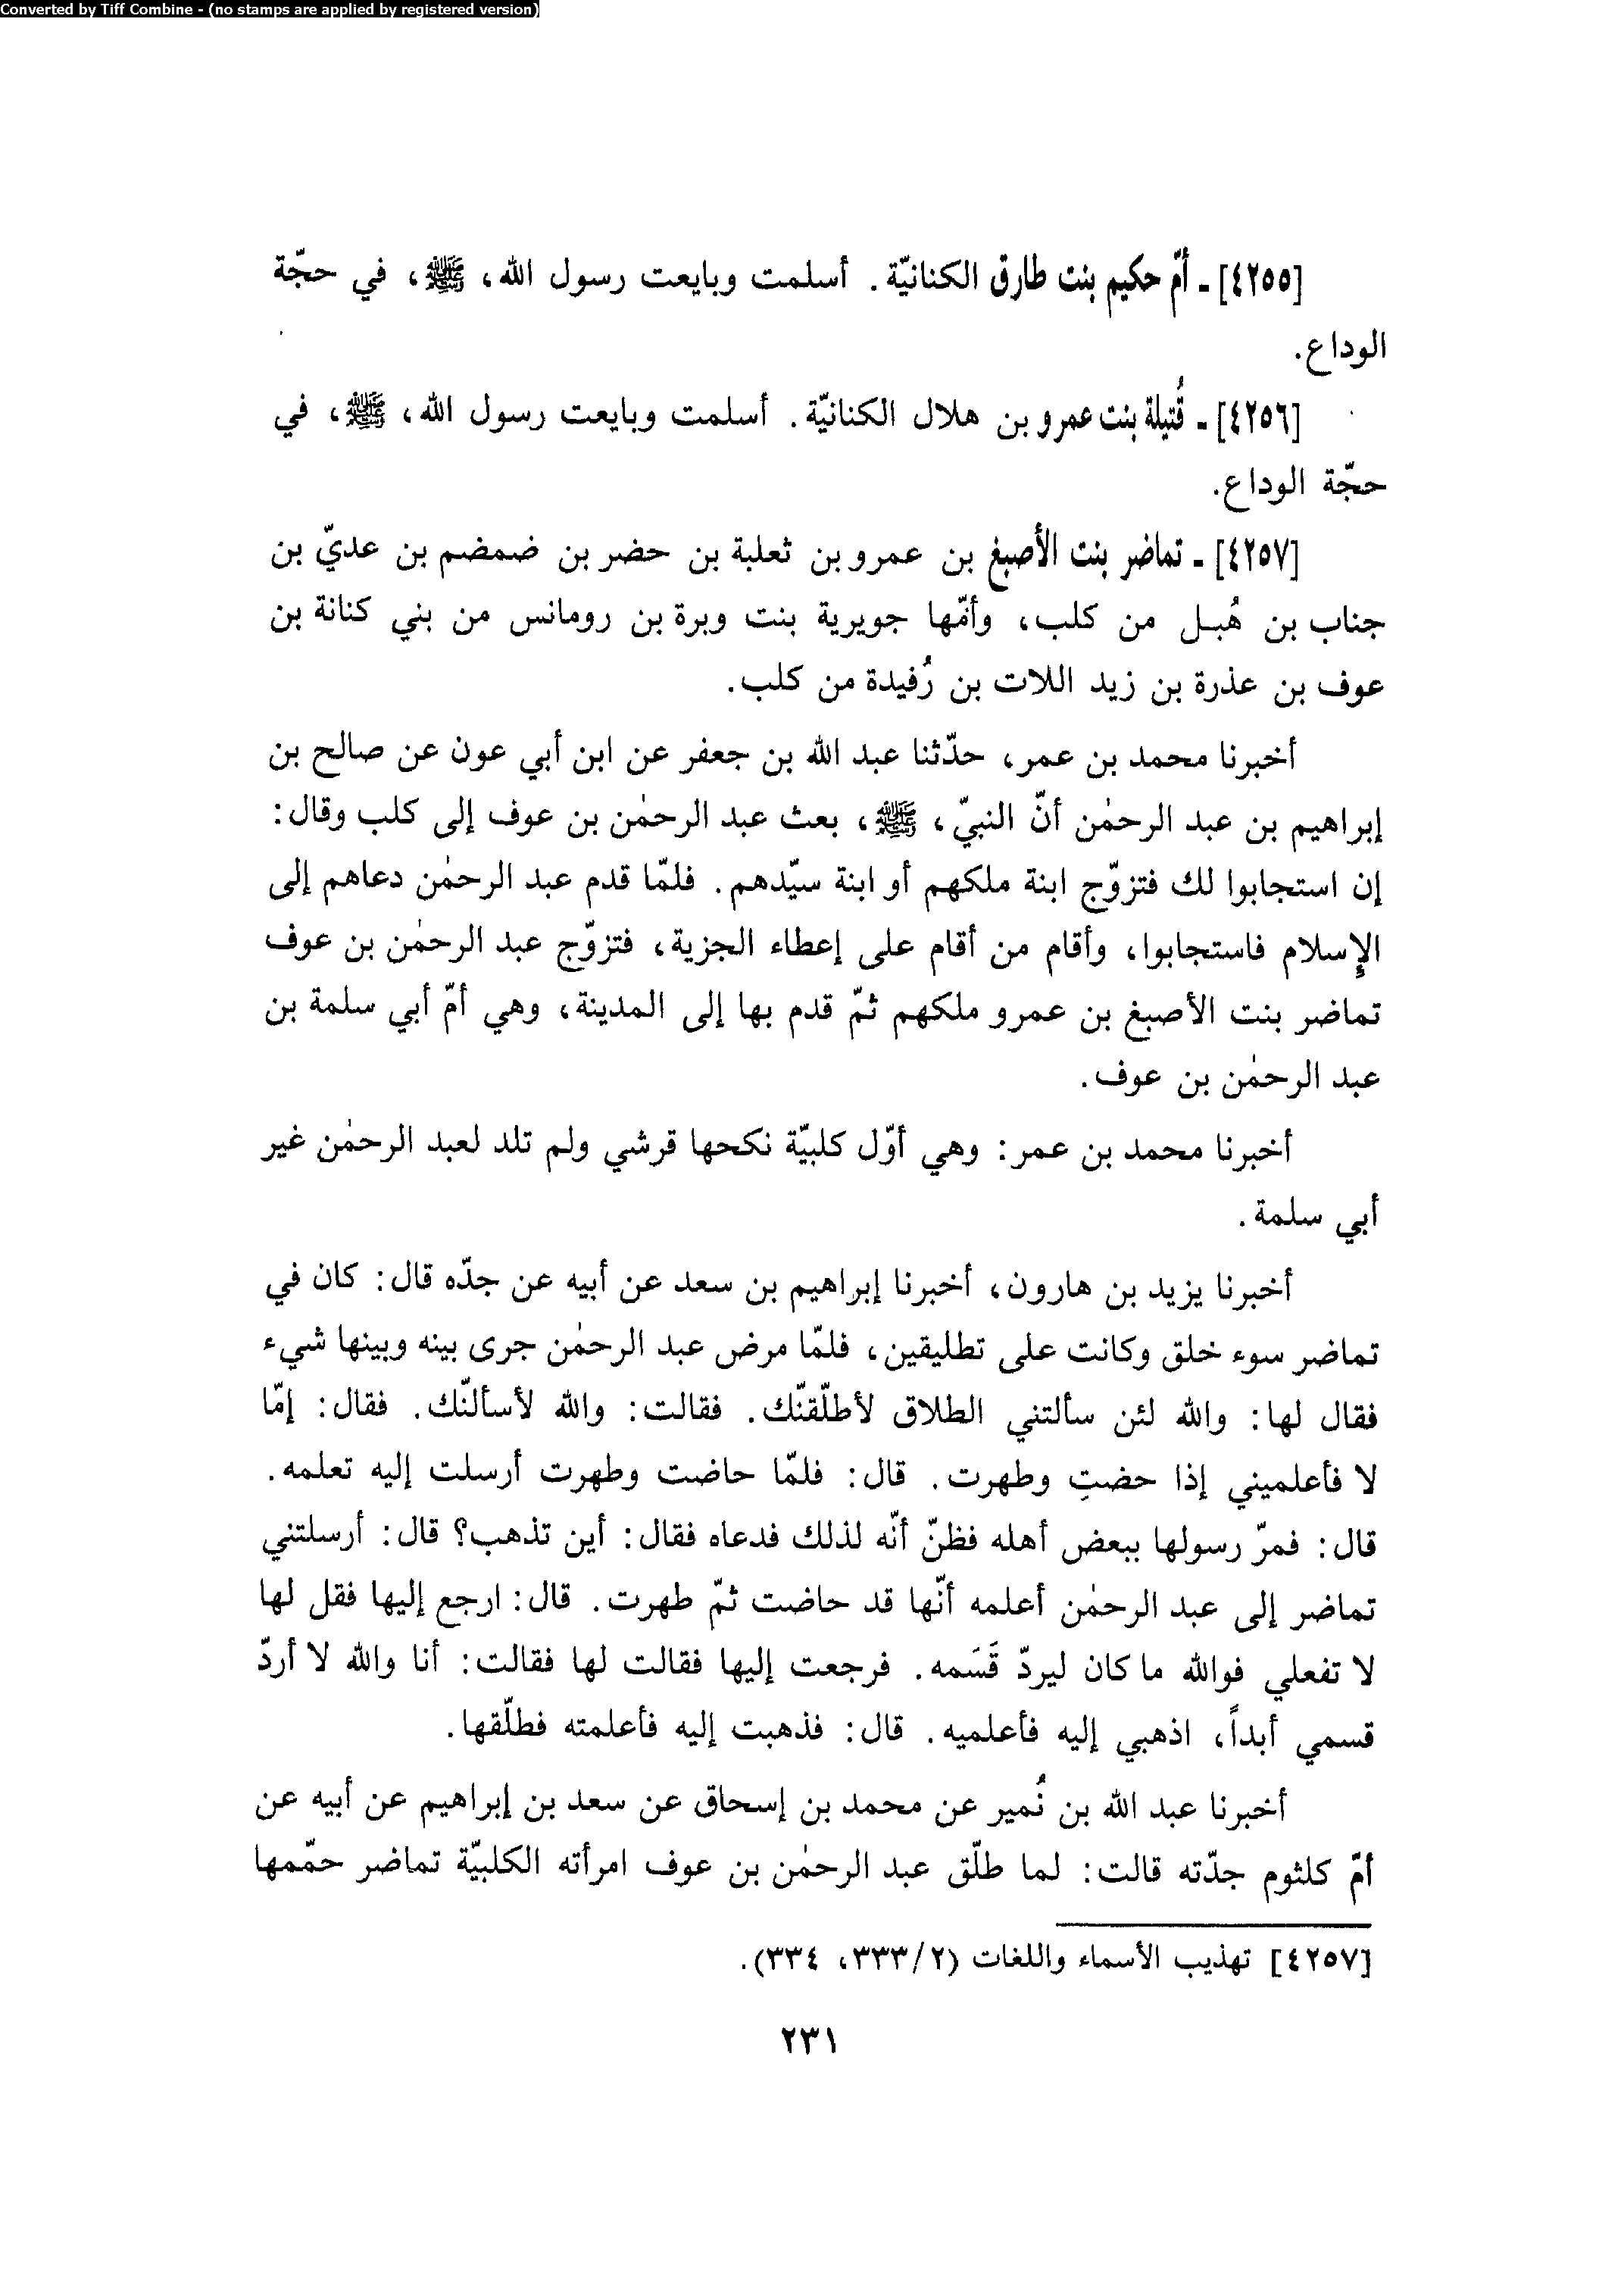 Converted by Tiff Combine - (no stamps are applied by registered version)
[٤٢٥٥] ـ أمّ حكيم بنت طارق الكنانيّة. أسلمت وبايعت رسول الله، ﷺ، في حجّة
الوداع.
[٤٢٥٦] ـ قُتيلة بنت عمرو بن هلال الكنانيّة. أسلمت وبايعت رسول الله، ﷺ، في
حجّة الوداع.
[٤٢٥٧] ـ تماضر بنت الأصبغ بن عمرو بن ثعلبة بن حضر بن ضمضم بن عديّ بن
جناب بن هُبـل من كلب، وأمّها جويرية بنت وبرة بن رومانس من بني كنانة بن
عوف بن عذرة بن زيد اللات بن رُفيدة من كلب.
أخبرنا محمد بن عمر، حدّثنا عبد الله بن جعفر عن ابن أبي عون عن صالح بن
إبراهيم بن عبد الرحمٰن أنّ النبيّ، ﷺ، بعث عبد الرحمٰن بن عوف إلى كلب وقال:
إن استجابوا لك فتزوّج ابنة ملكهم أو ابنة سيّدهم. فلمّا قدم عبد الرحمٰن دعاهم إلى
الإسلام فاستجابوا، وأقام من أقام على إعطاء الجزية، فتزوّج عبد الرحمٰن بن عوف
تماضر بنت الأصبغ بن عمرو ملكهم ثمّ قدم بها إلى المدينة، وهي أمّ أبي سلمة بن
عبد الرحمٰن بن عوف.
أخبرنا محمد بن عمر: وهي أوّل كلبيّة نكحها قرشي ولم تلد لعبد الرحمٰن غير
أبي سلمة.
أخبرنا يزيد بن هارون، أخبرنا إبراهيم بن سعد عن أبيه عن جدّه قال: كان في
تماضر سوء خلق وكانت على تطليقين، فلمّا مرض عبد الرحمٰن جرى بينه وبينها شيء
فقال لها: والله لئن سألتني الطلاق لأطلّقنّك. فقالت: والله لأسألنّك. فقال: إمّا
لا فأعلميني إذا حضتِ وطهرت. قال: فلمّا حاضت وطهرت أرسلت إليه تعلمه.
قال: فمرّ رسولها ببعض أهله فظنّ أنّه لذلك فدعاه فقال: أين تذهب؟ قال: أرسلتني
تماضر إلى عبد الرحمٰن أعلمه أنّها قد حاضت ثمّ طهرت. قال: ارجع إليها فقل لها
لا تفعلي فوالله ما كان ليردّ قَسَمه. فرجعت إليها فقالت لها فقالت: أنا والله لا أردّ
قسمي أبداً، اذهبي إليه فأعلميه. قال: فذهبت إليه فأعلمته فطلّقها.
أخبرنا عبد الله بن نُمير عن محمد بن إسحاق عن سعد بن إبراهيم عن أبيه عن
أمّ كلثوم جدّته قالت: لما طلّق عبد الرحمٰن بن عوف امرأته الكلبيّة تماضر حمّمها
[٤٢٥٧] تهذيب الأسماء واللغات (٢/ ٣٣٣، ٣٣٤).
٢٣١